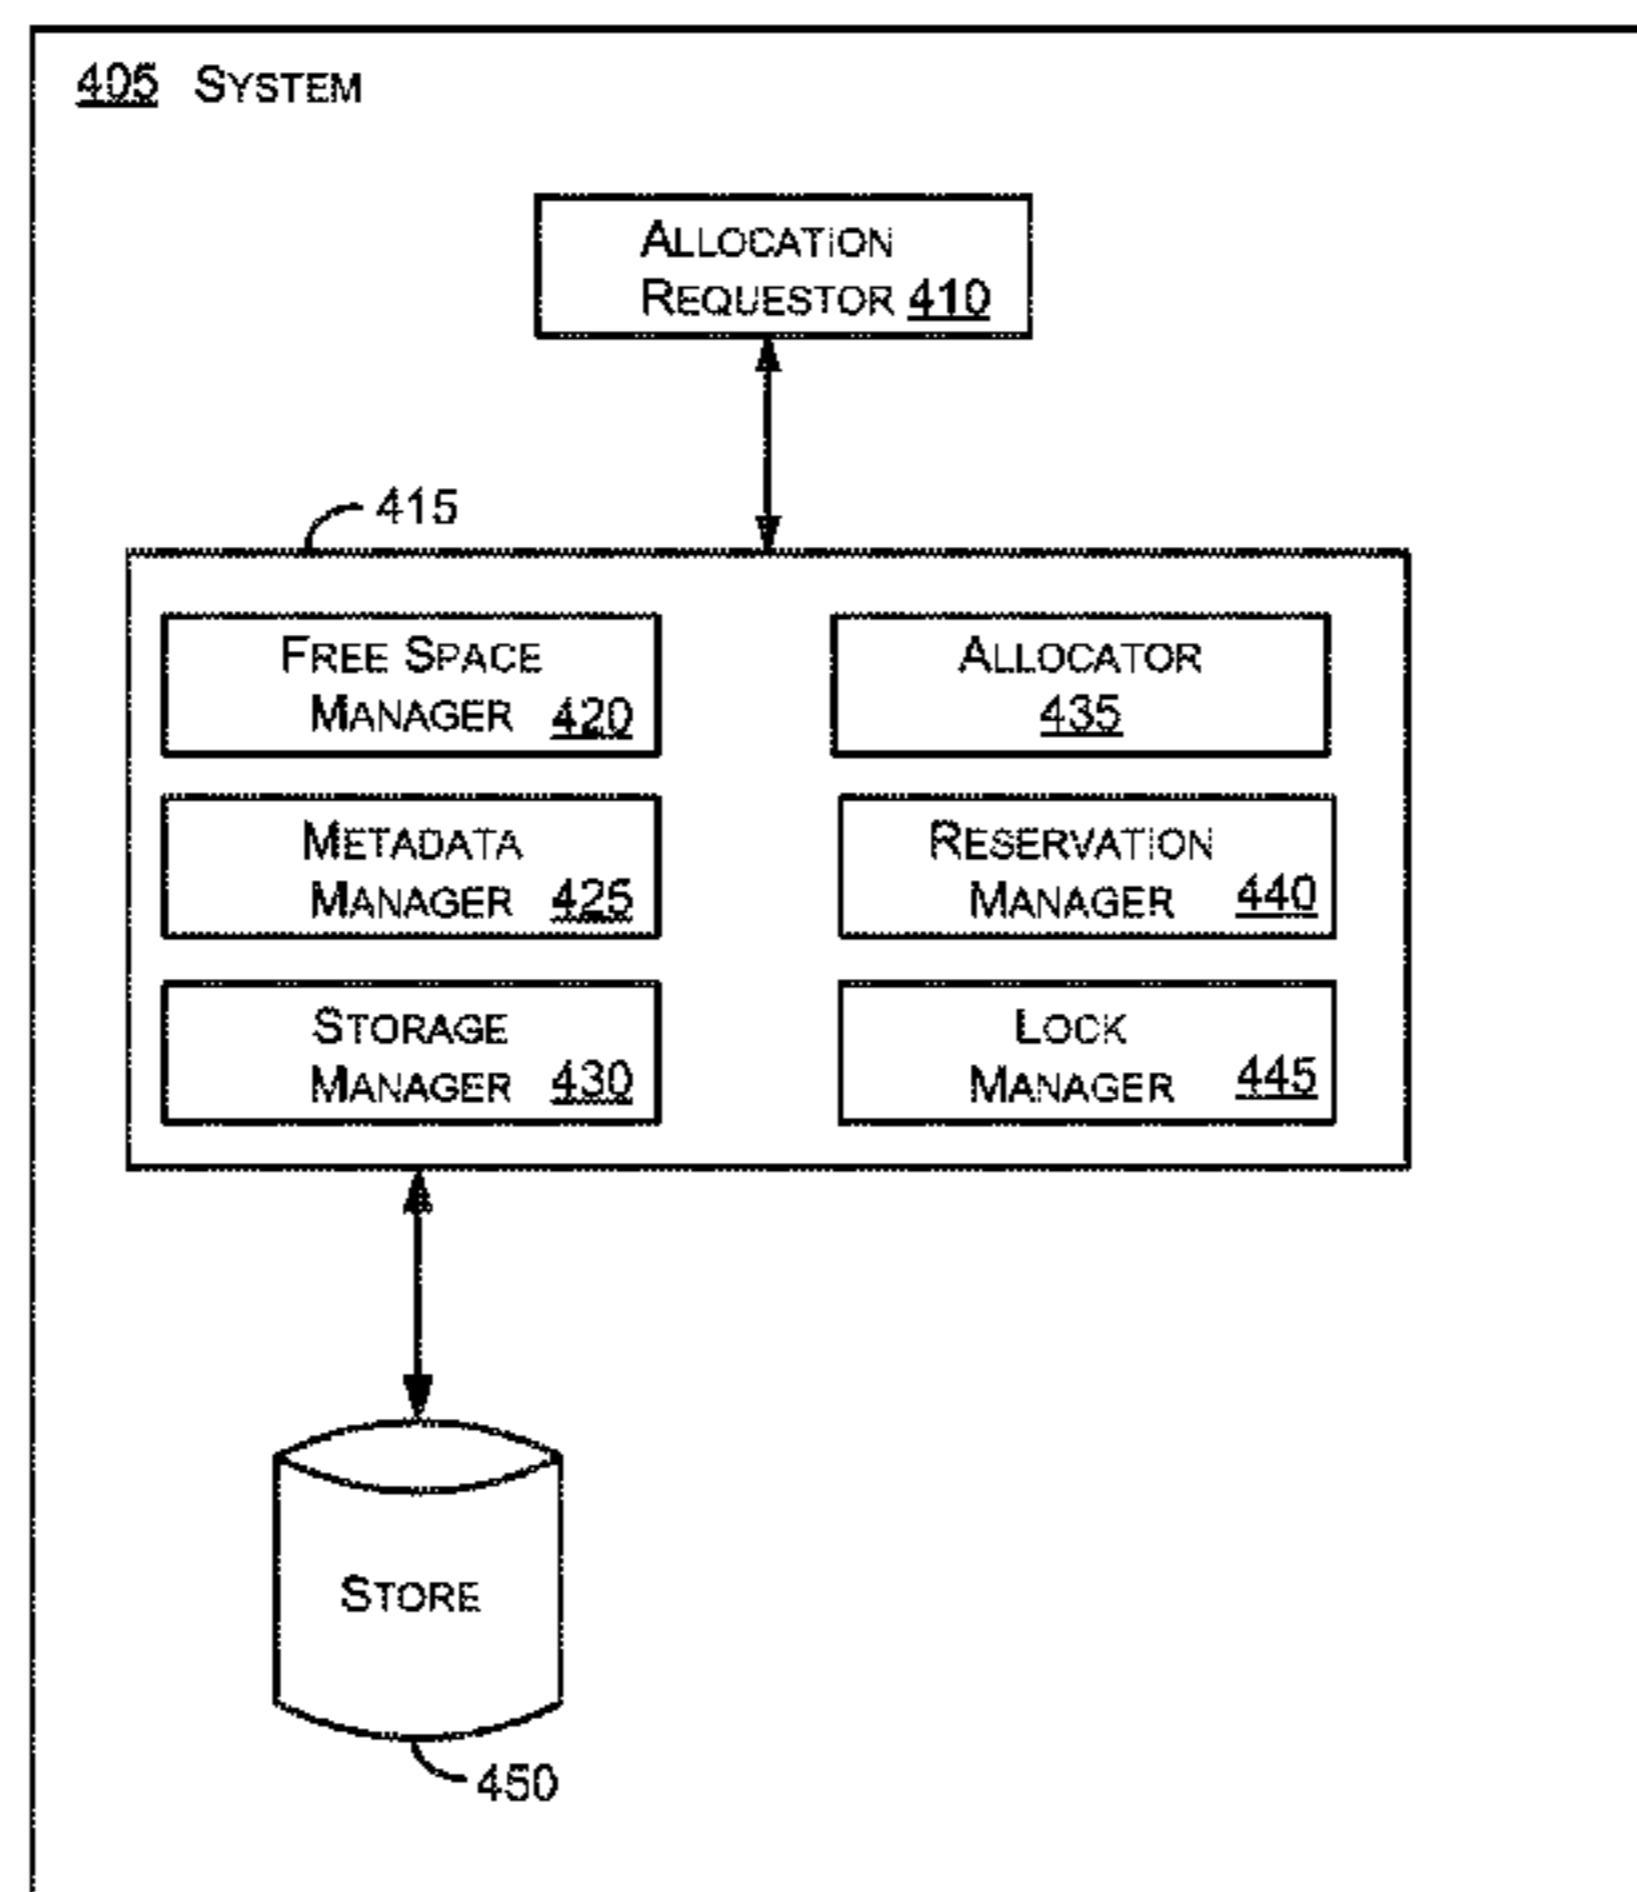 405 SYSTEM
ALLOCATION
REQUESTOR 410
415
FREE SPACE
MANAGER 420
ALLOCATOR
435
METADATA
MANAGER 425
RESERVATION
MANAGER 440
STORAGE
MANAGER 430
LOCK
MANAGER 445
STORE
450